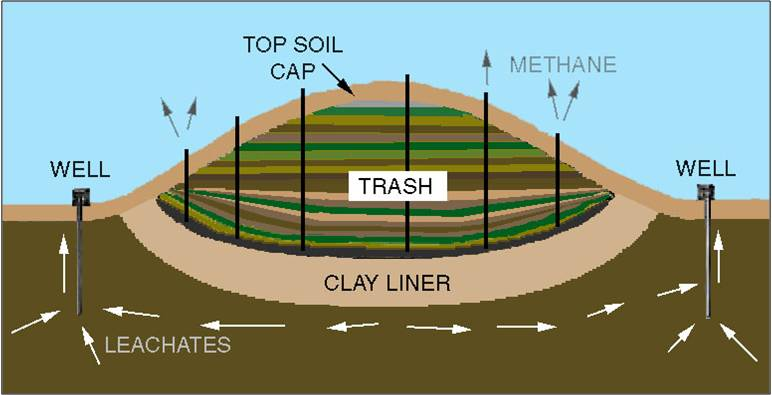 TOP SOIL
CAP
METHANE
WELL
WELL
TRASH
CLAY LINER
LEACHATES